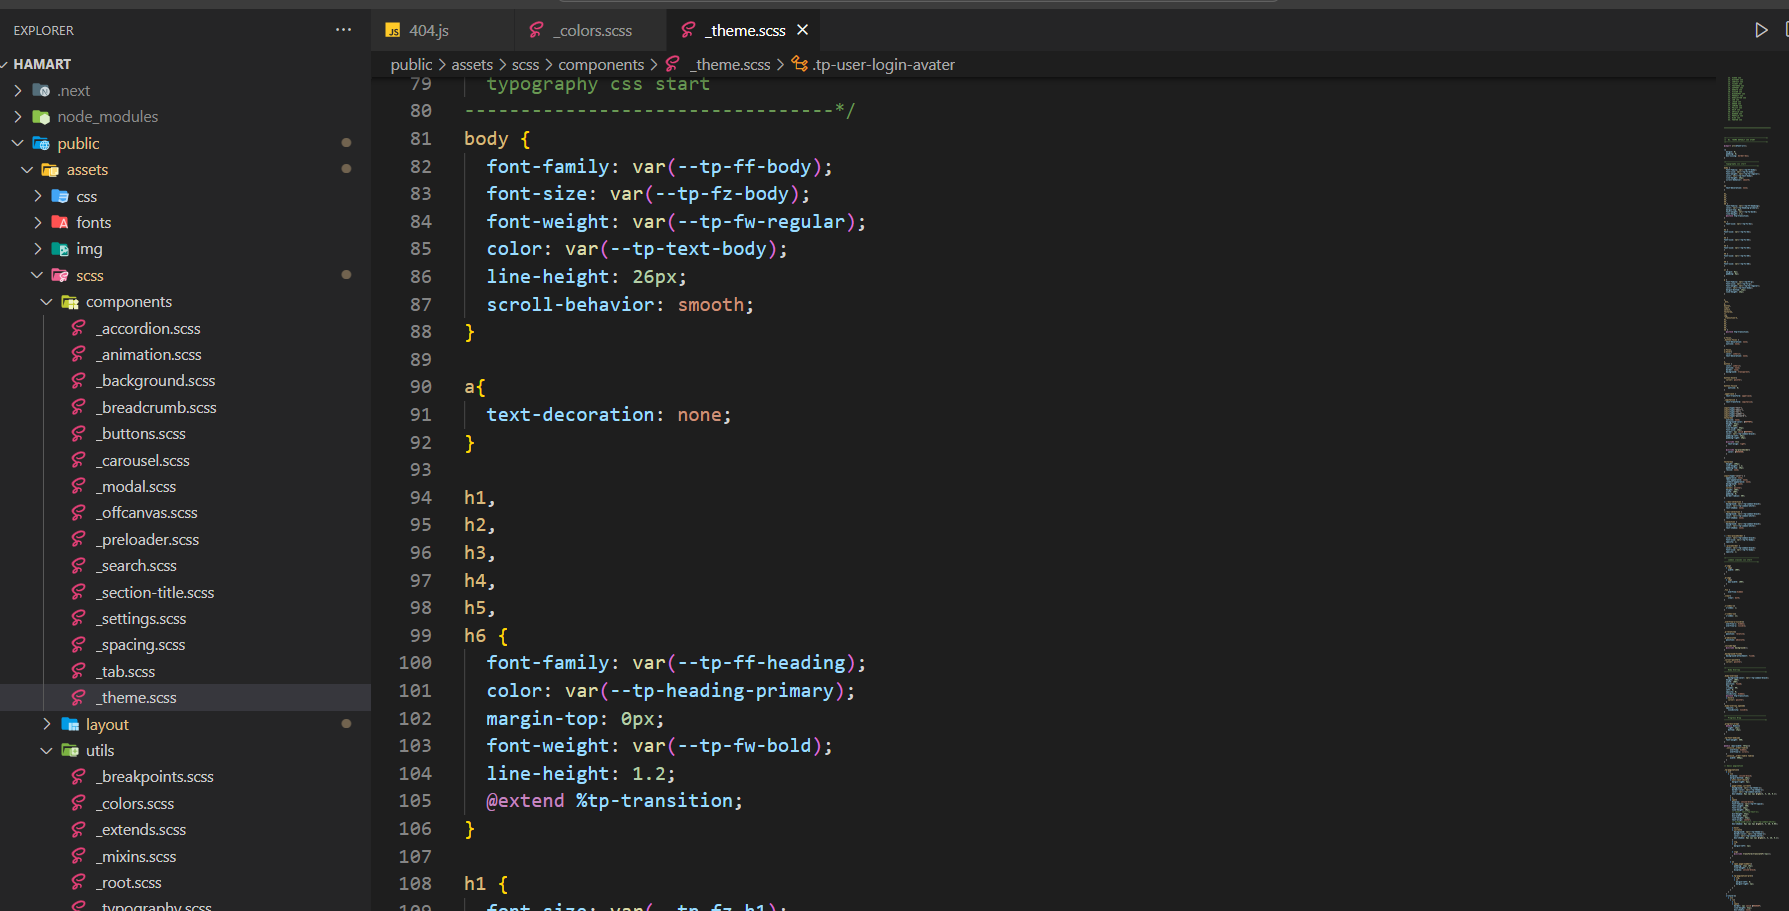 EXPLORER
HAMART
.next
node_modules
public
assets
css
fonts
img
scss
components
_accordion.scss
_animation.scss
_background.scss
_breadcrumb.scss
_buttons.scss
_carousel.scss
_modal.scss
_offcanvas.scss
_preloader.scss
_search.scss
_section-title.scss
_settings.scss
_spacing.scss
_tab.scss
_theme.scss
layout
utils
_breakpoints.scss
_colors.scss
_extends.scss
_mixins.scss
_root.scss
_typography.scss
JS 404.js _colors.scss _theme.scss
public > assets > scss > components > _theme.scss > .tp-user-login-avater
79 typography css start
80 ---------------------------------*/
81 body {
82 font-family: var(--tp-ff-body);
83 font-size: var(--tp-fz-body);
84 font-weight: var(--tp-fw-regular);
85 color: var(--tp-text-body);
86 line-height: 26px;
87 scroll-behavior: smooth;
88 }
89
90 a{
91 text-decoration: none;
92 }
93
94 h1,
95 h2,
96 h3,
97 h4,
98 h5,
99 h6 {
100 font-family: var(--tp-ff-heading);
101 color: var(--tp-heading-primary);
102 margin-top: 0px;
103 font-weight: var(--tp-fw-bold);
104 line-height: 1.2;
105 @extend %tp-transition;
106 }
107
108 h1 {
109 font-size: var(--tp-fz-h1);